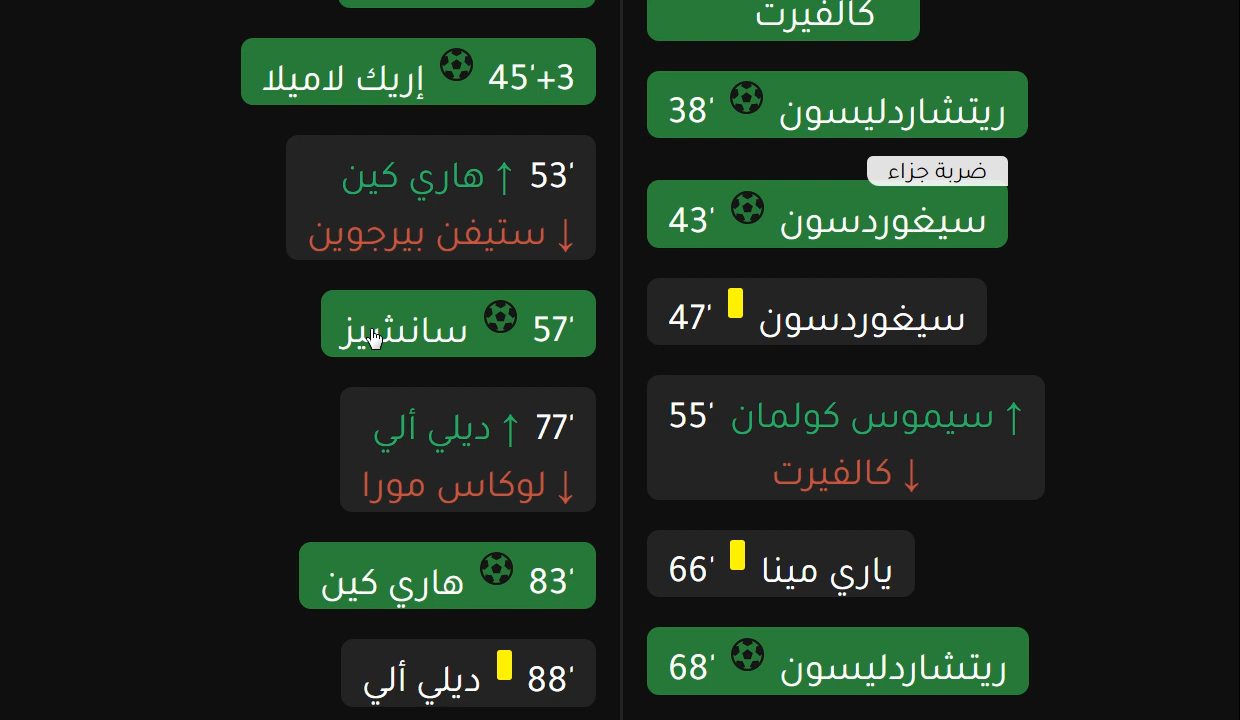 كالفيرت
ريتشاردليسون 38'
ضربة جزاء
سيغوردسون 43'
سيغوردسون 47'
↑ سيموس كولمان 55'
↓ كالفيرت
ياري مينا 66'
ريتشاردليسون 68'
45'+3 إريك لاميلا
53' ↑ هاري كين
↓ ستيفن بيرجوين
57' سانشيز
77' ↑ ديلي ألي
↓ لوكاس مورا
83' هاري كين
88' ديلي ألي